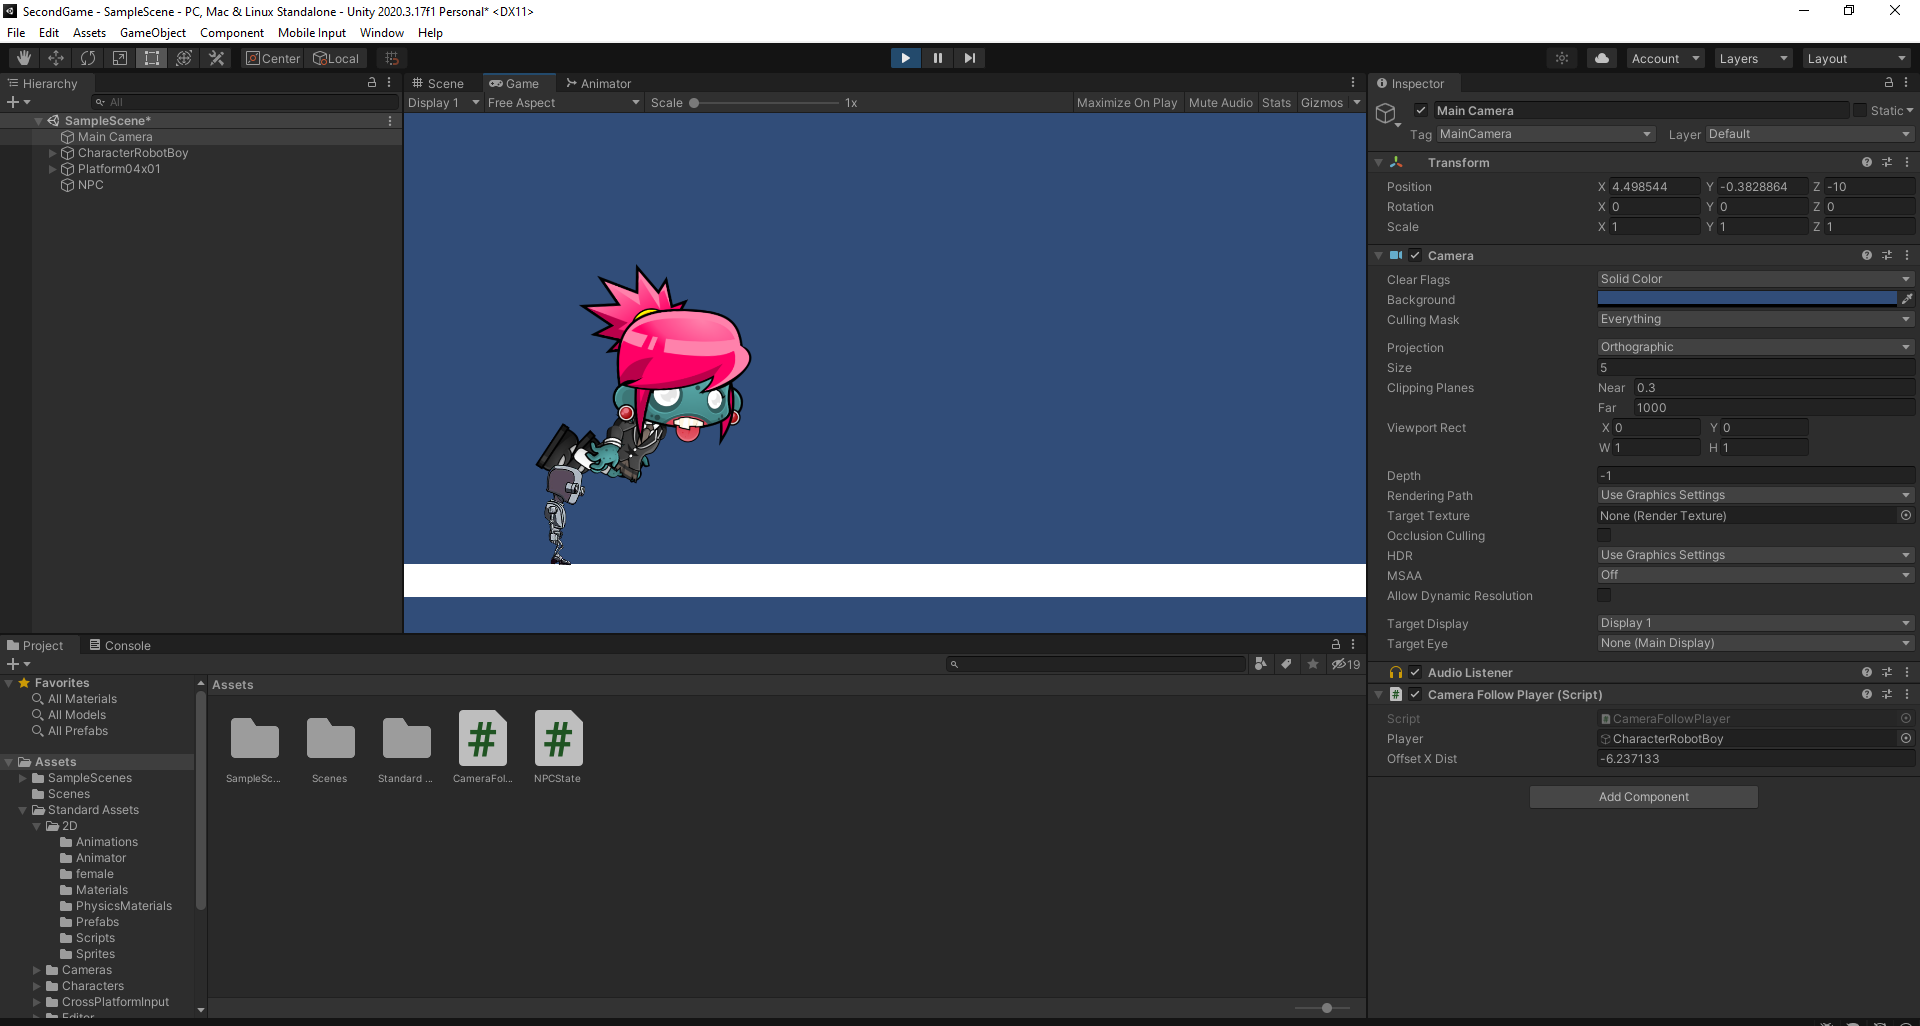 SecondGame - SampleScene - PC, Mac & Linux Standalone - Unity 2020.3.17f1 Personal* <DX11>
File Edit Assets GameObject Component Mobile Input Window Help
Center Local Account Layers Layout
Hierarchy
All
SampleScene*
Main Camera
CharacterRobotBoy
Platform04x01
NPC
Scene Game Animator
Display 1 Free Aspect Scale 1x Maximize On Play Mute Audio Stats Gizmos
Inspector
Main Camera Static
Tag MainCamera Layer Default
Transform
Position X 4.498544 Y -0.3828864 Z -10
Rotation X 0 Y 0 Z 0
Scale X 1 Y 1 Z 1
Camera
Clear Flags Solid Color
Background
Culling Mask Everything
Projection Orthographic
Size 5
Clipping Planes Near 0.3
Far 1000
Viewport Rect X 0 Y 0
W 1 H 1
Depth -1
Rendering Path Use Graphics Settings
Target Texture None (Render Texture)
Occlusion Culling
HDR Use Graphics Settings
MSAA Off
Allow Dynamic Resolution
Target Display Display 1
Target Eye None (Main Display)
Audio Listener
# Camera Follow Player (Script)
Script CameraFollowPlayer
Player CharacterRobotBoy
Offset X Dist -6.237133
Add Component
Project Console
19
Favorites
All Materials
All Models
All Prefabs
Assets
SampleScenes
Scenes
Standard Assets
2D
Animations
Animator
female
Materials
PhysicsMaterials
Prefabs
Scripts
Sprites
Cameras
Characters
CrossPlatformInput
Editor
Assets
# #
SampleSc... Scenes Standard ... CameraFol... NPCState